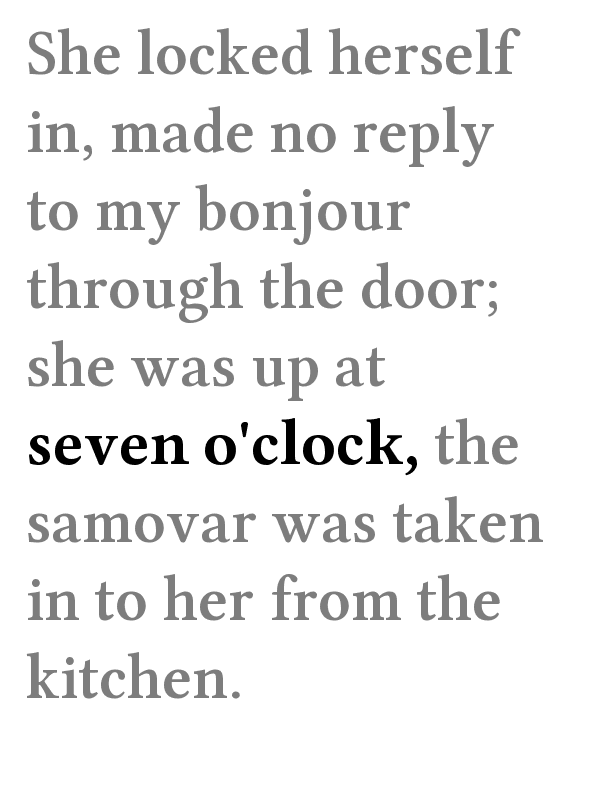 She locked herself
in, made no reply
to my bonjour
through the door;
she was up at
seven o'clock, the
samovar was taken
in to her from the
kitchen.